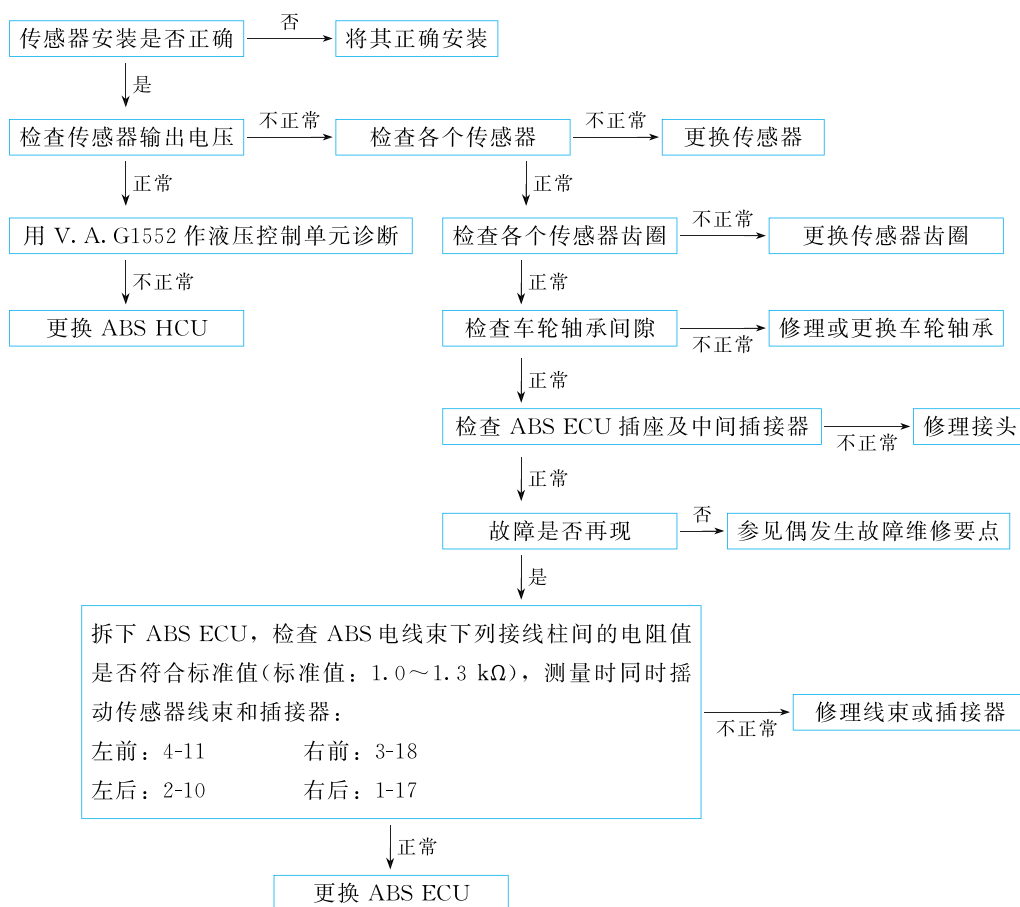 传感器安装是否正确
否
将其正确安装
是
检查传感器输出电压
不正常
检查各个传感器
不正常
更换传感器
正常
正常
用 V. A. G1552 作液压控制单元诊断
检查各个传感器齿圈
不正常
更换传感器齿圈
不正常
正常
更换 ABS HCU
检查车轮轴承间隙
不正常
修理或更换车轮轴承
正常
检查 ABS ECU 插座及中间插接器
不正常
修理接头
正常
故障是否再现
否
参见偶发生故障维修要点
是
拆下 ABS ECU，检查 ABS 电线束下列接线柱间的电阻值
是否符合标准值(标准值：1.0～1.3 kΩ)，测量时同时摇
动传感器线束和插接器：
左前：4-11 右前：3-18
左后：2-10 右后：1-17
不正常
修理线束或插接器
正常
更换 ABS ECU